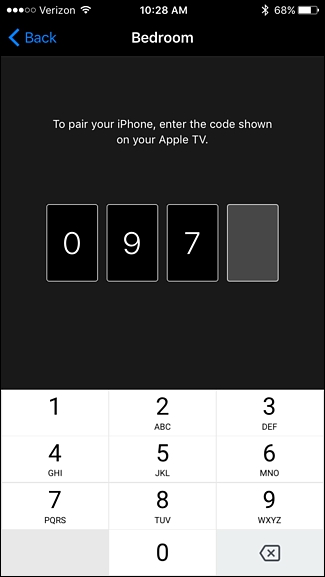 Verizon 10:28 AM 68%
Back Bedroom
To pair your iPhone, enter the code shown
on your Apple TV.
0 9 7
1 2 3
ABC DEF
4 5 6
GHI JKL MNO
7 8 9
PQRS TUV WXYZ
0